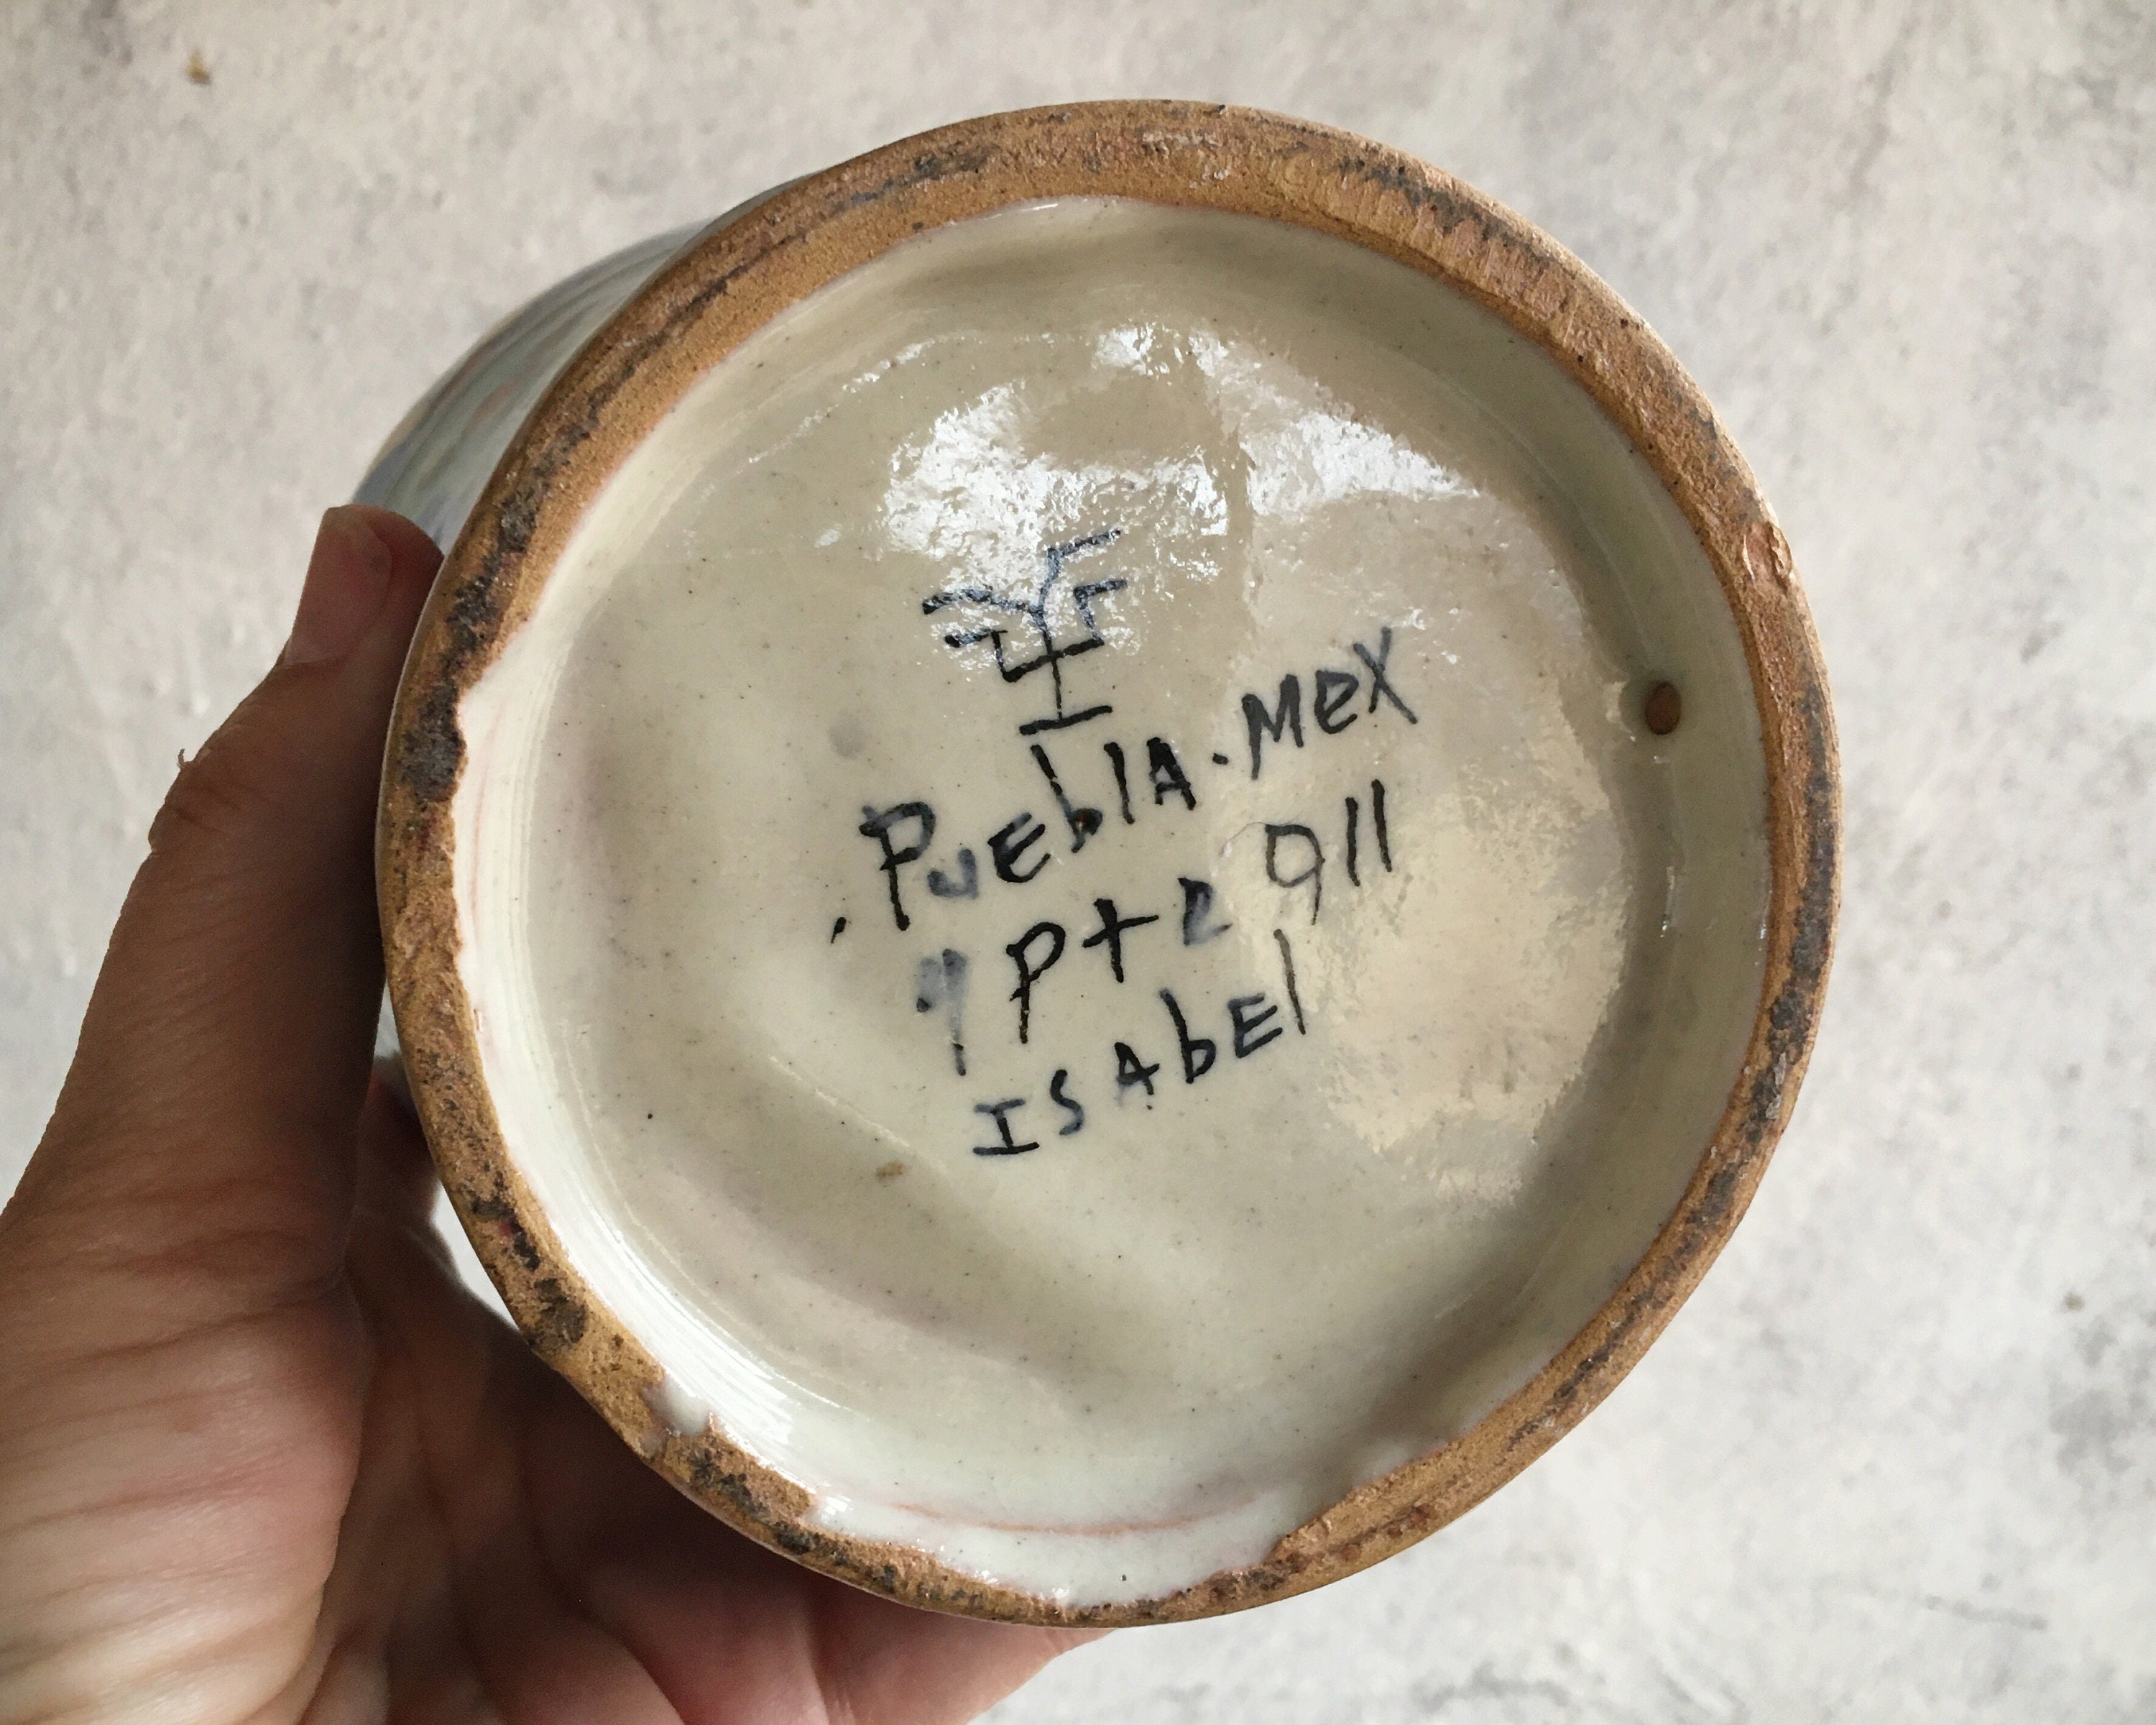 Puebla. Mex
9 Pte 911
Isabel